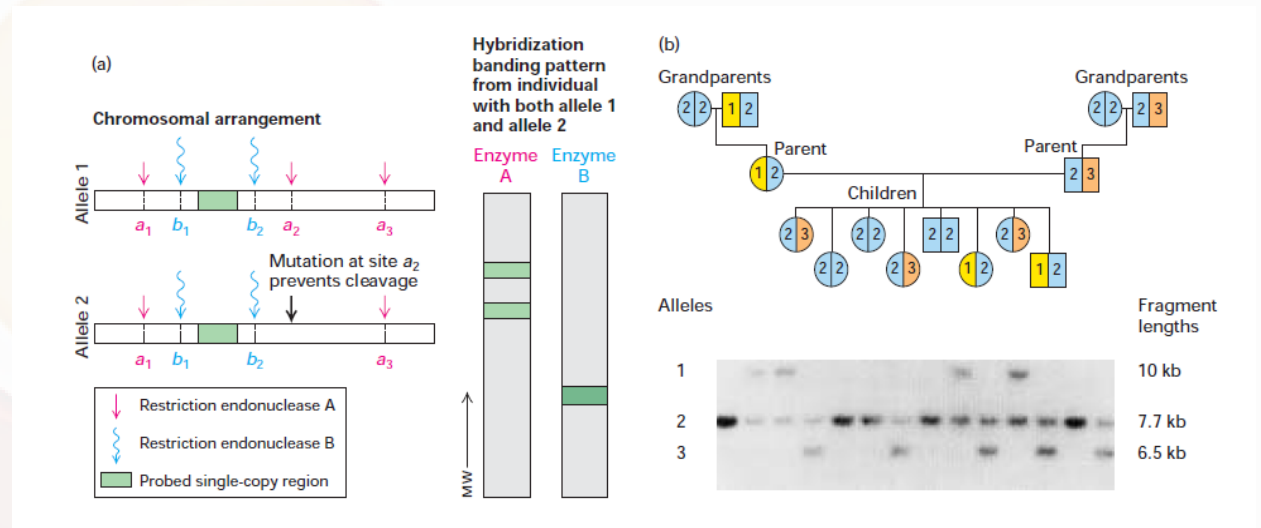 (a)
Chromosomal arrangement
Allele 1
a1 b1 b2 a2 a3
Mutation at site a2
prevents cleavage
Allele 2
a1 b1 b2 a3
Restriction endonuclease A
Restriction endonuclease B
Probed single-copy region
Hybridization
banding pattern
from individual
with both allele 1
and allele 2
Enzyme
A
Enzyme
B
MW
(b)
Grandparents
Grandparents
2 2 1 2 2 2 2 3
Parent
Parent
1 2 2 3
Children
2 3 2 2 2 2 2 3
2 2 2 3 1 2 1 2
Alleles
Fragment
lengths
1 10 kb
2 7.7 kb
3 6.5 kb